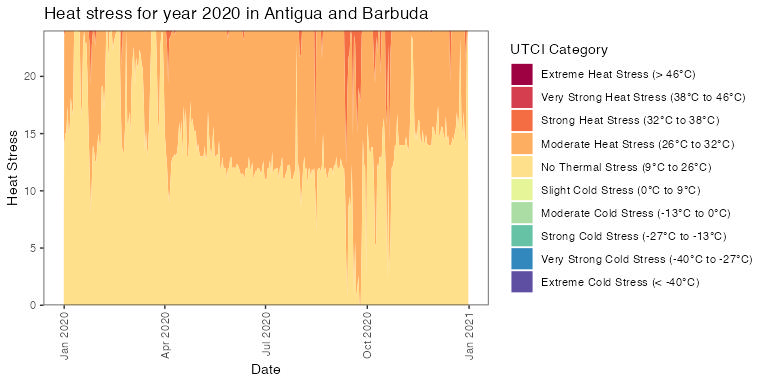 Heat stress for year 2020 in Antigua and Barbuda
UTCI Category
Extreme Heat Stress (> 46°C)
Very Strong Heat Stress (38°C to 46°C)
Strong Heat Stress (32°C to 38°C)
Moderate Heat Stress (26°C to 32°C)
No Thermal Stress (9°C to 26°C)
Slight Cold Stress (0°C to 9°C)
Moderate Cold Stress (-13°C to 0°C)
Strong Cold Stress (-27°C to -13°C)
Very Strong Cold Stress (-40°C to -27°C)
Extreme Cold Stress (< -40°C)
Heat Stress
20
15
10
5
0
Jan 2020
Apr 2020
Jul 2020
Oct 2020
Jan 2021
Date